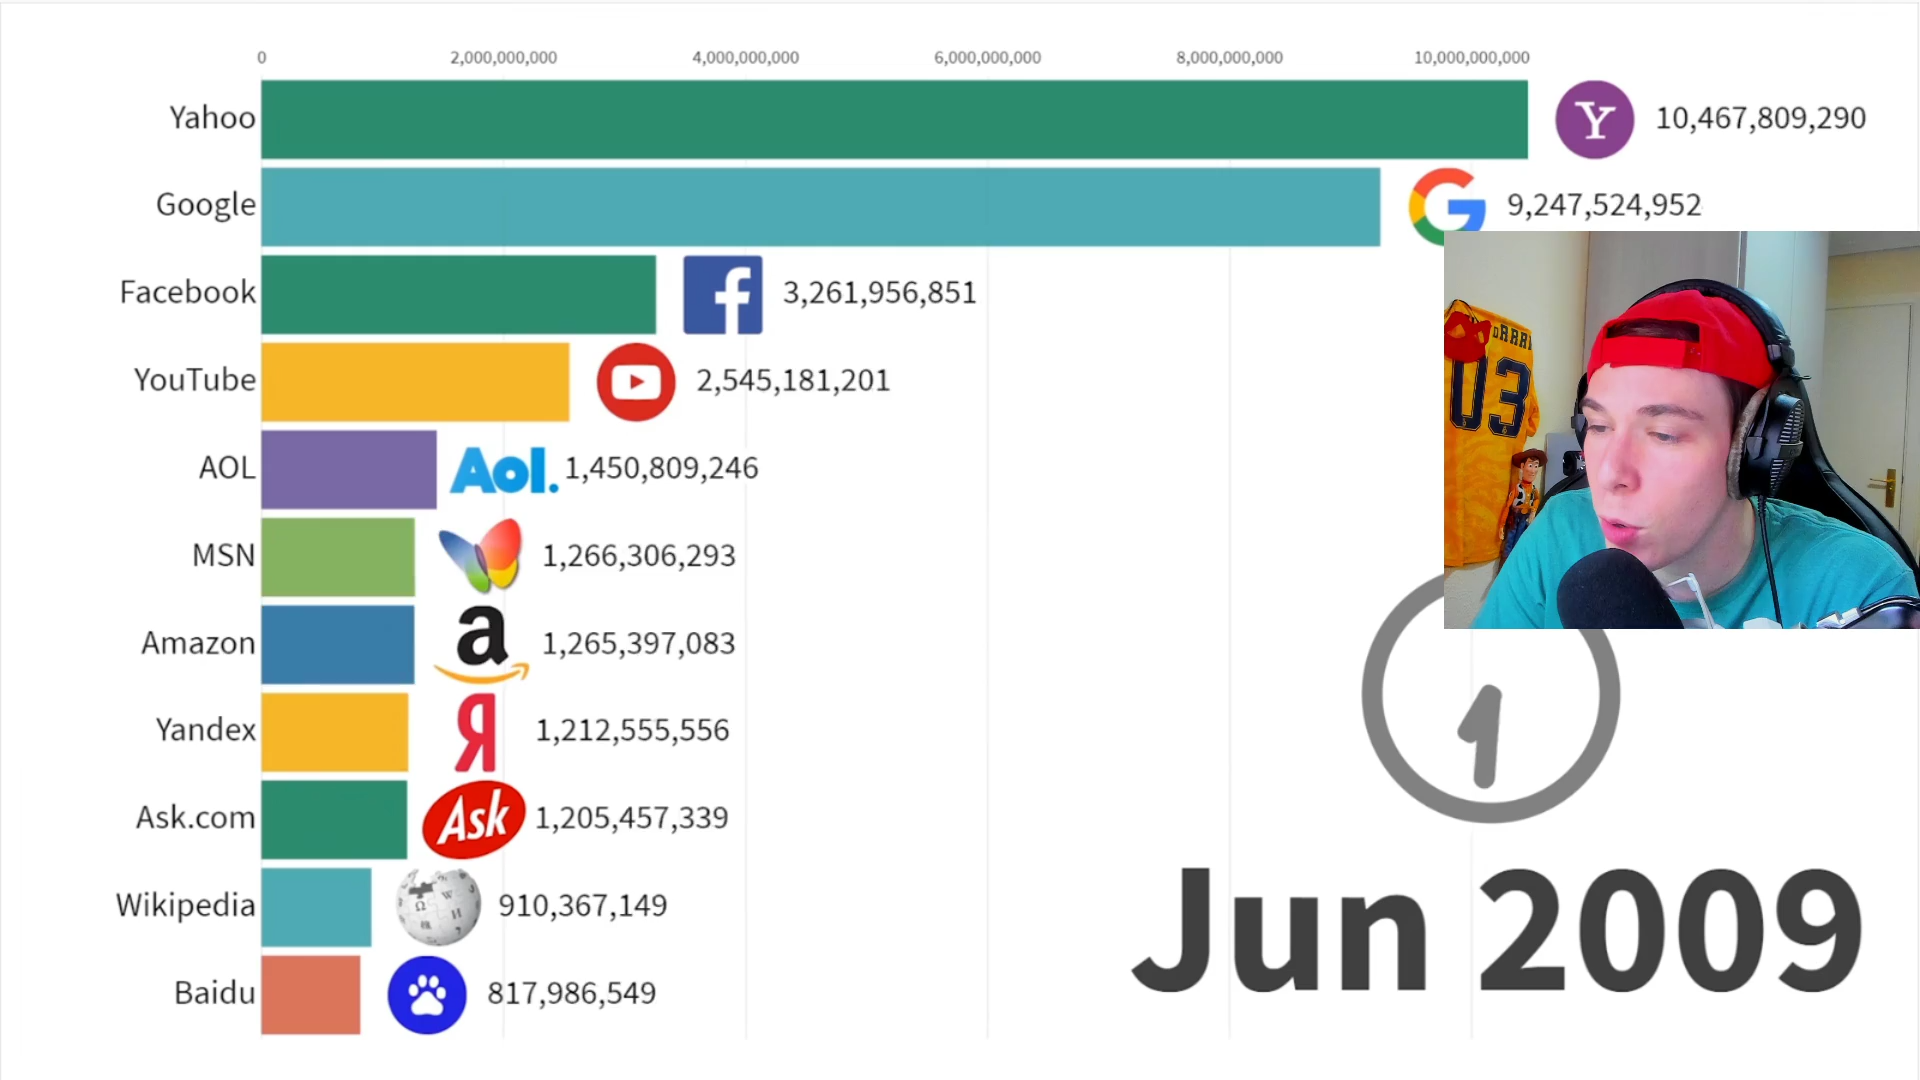 0 2,000,000,000 4,000,000,000 6,000,000,000 8,000,000,000 10,000,000,000
Yahoo Y 10,467,809,290
Google G 9,247,524,952
Facebook f 3,261,956,851
YouTube 2,545,181,201
AOL Aol. 1,450,809,246
MSN 1,266,306,293
Amazon a 1,265,397,083
Yandex Я 1,212,555,556
Ask.com Ask 1,205,457,339
Wikipedia 910,367,149
Baidu 817,986,549
03
1
Jun 2009